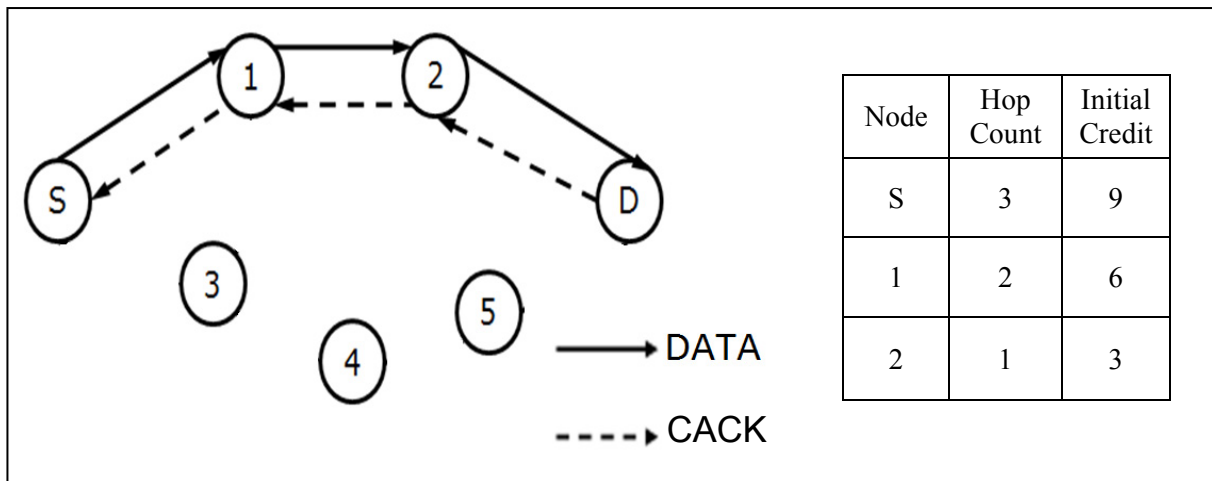 1
2
S
D
3
4
5
DATA
CACK
Node Hop Count Initial Credit
S 3 9
1 2 6
2 1 3